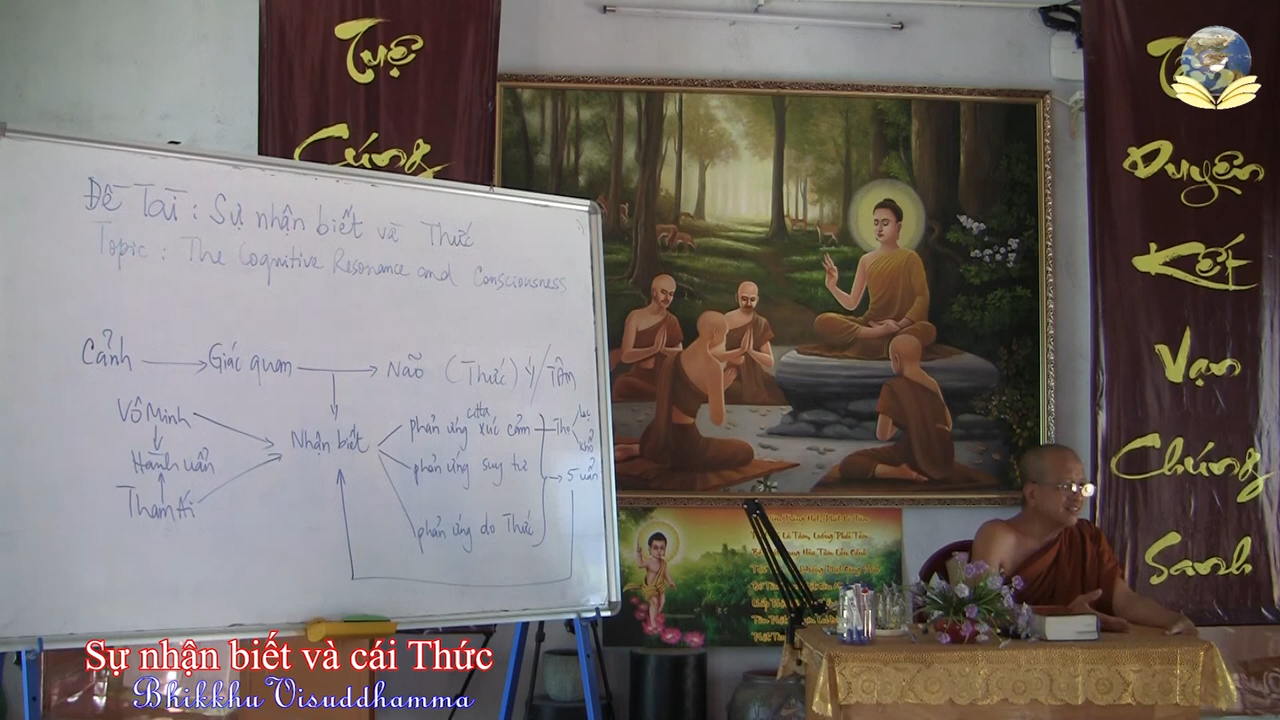 Tuệ
Cúng
Đề Tài : Sự nhận biết và Thức
Topic : The Cognitive Resonance and Consciousness
Cảnh Giác quan Não (Thức) Ý/Tâm
Vô Minh
Hành uẩn
Tham Ái
Nhận biết
citta
phản ứng xúc cảm Thọ lạc khổ
phản ứng suy tư
5 uẩn
phản ứng do Thức
Duyên
Kết
Vạn
Chúng
Sanh
Sự nhận biết và cái Thức
Bhikkhu Visuddhamma